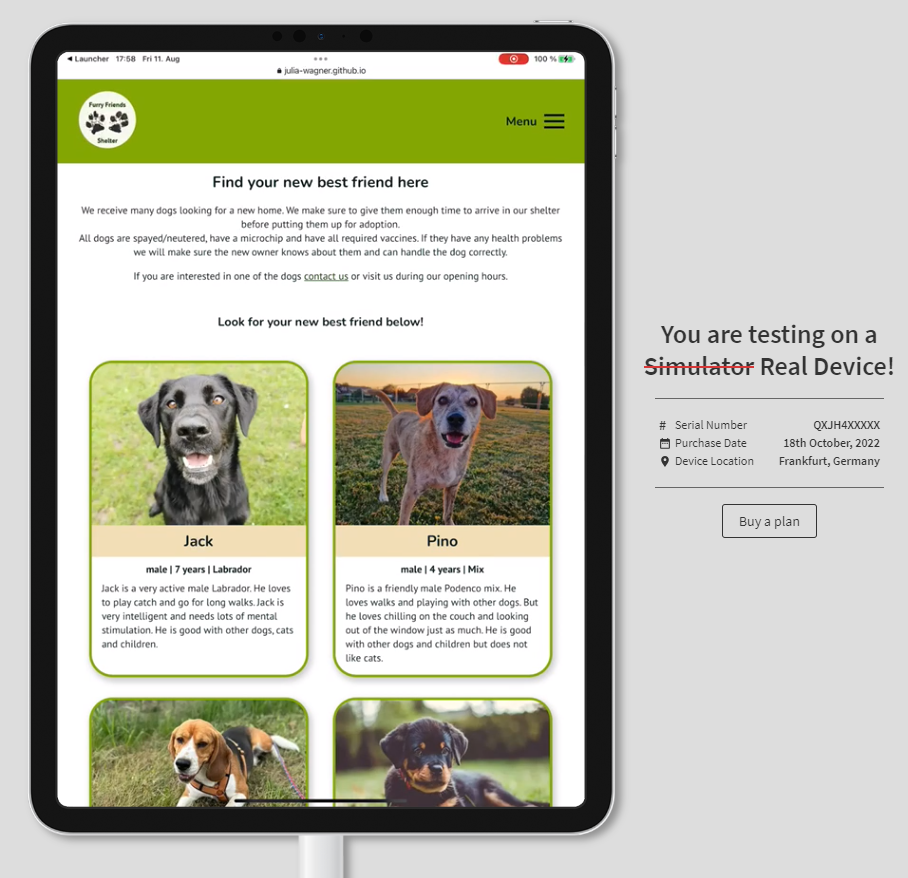 ◀ Launcher 17:58 Fri 11. Aug
100 %
julia-wagner.github.io
Furry Friends
Shelter
Menu
Find your new best friend here
We receive many dogs looking for a new home. We make sure to give them enough time to arrive in our shelter
before putting them up for adoption.
All dogs are spayed/neutered, have a microchip and have all required vaccines. If they have any health problems
we will make sure the new owner knows about them and can handle the dog correctly.
If you are interested in one of the dogs contact us or visit us during our opening hours.
Look for your new best friend below!
Jack
male | 7 years | Labrador
Jack is a very active male Labrador. He loves
to play catch and go for long walks. Jack is
very intelligent and needs lots of mental
stimulation. He is good with other dogs, cats
and children.
Pino
male | 4 years | Mix
Pino is a friendly male Podenco mix. He
loves walks and playing with other dogs. But
he loves chilling on the couch and looking
out of the window just as much. He is good
with other dogs and children but does not
like cats.
You are testing on a
Simulator Real Device!
# Serial Number QXJH4XXXXX
Purchase Date 18th October, 2022
Device Location Frankfurt, Germany
Buy a plan